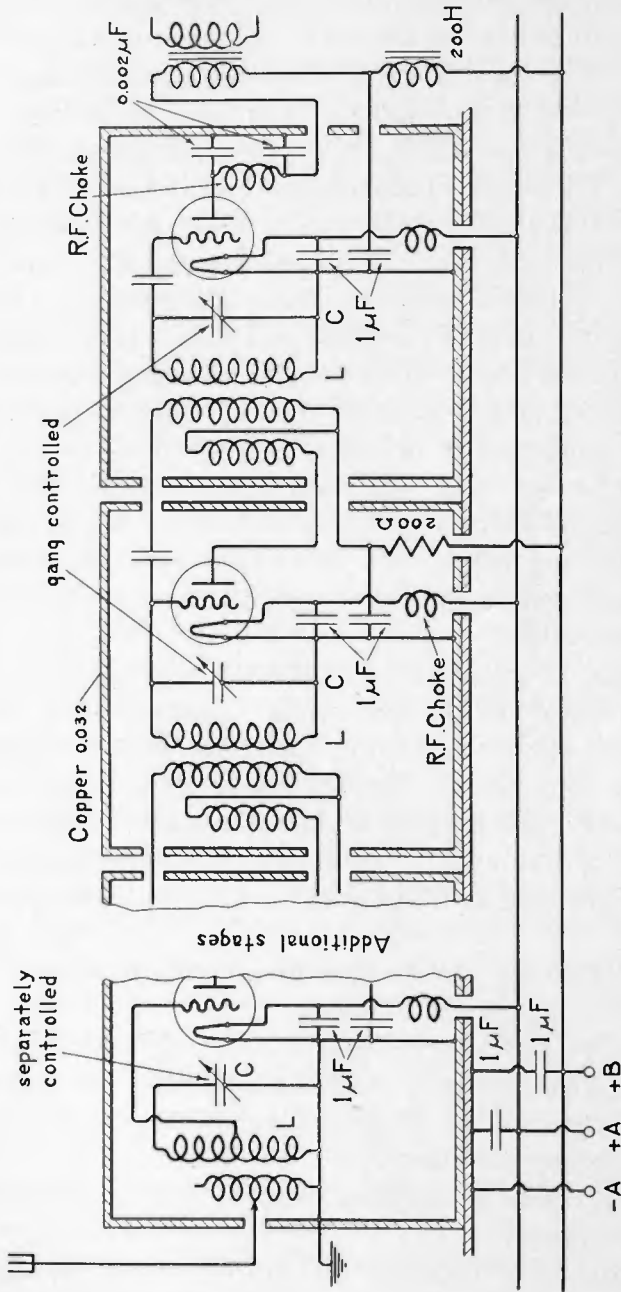 separately
controlled
C
L
1μF
1μF
1μF
-A +A +B
Additional stages
Copper 0.032
gang controlled
L
C
1μF
R.F. Choke
200Ω
R.F. Choke
0.002μF
L
C
1μF
200H